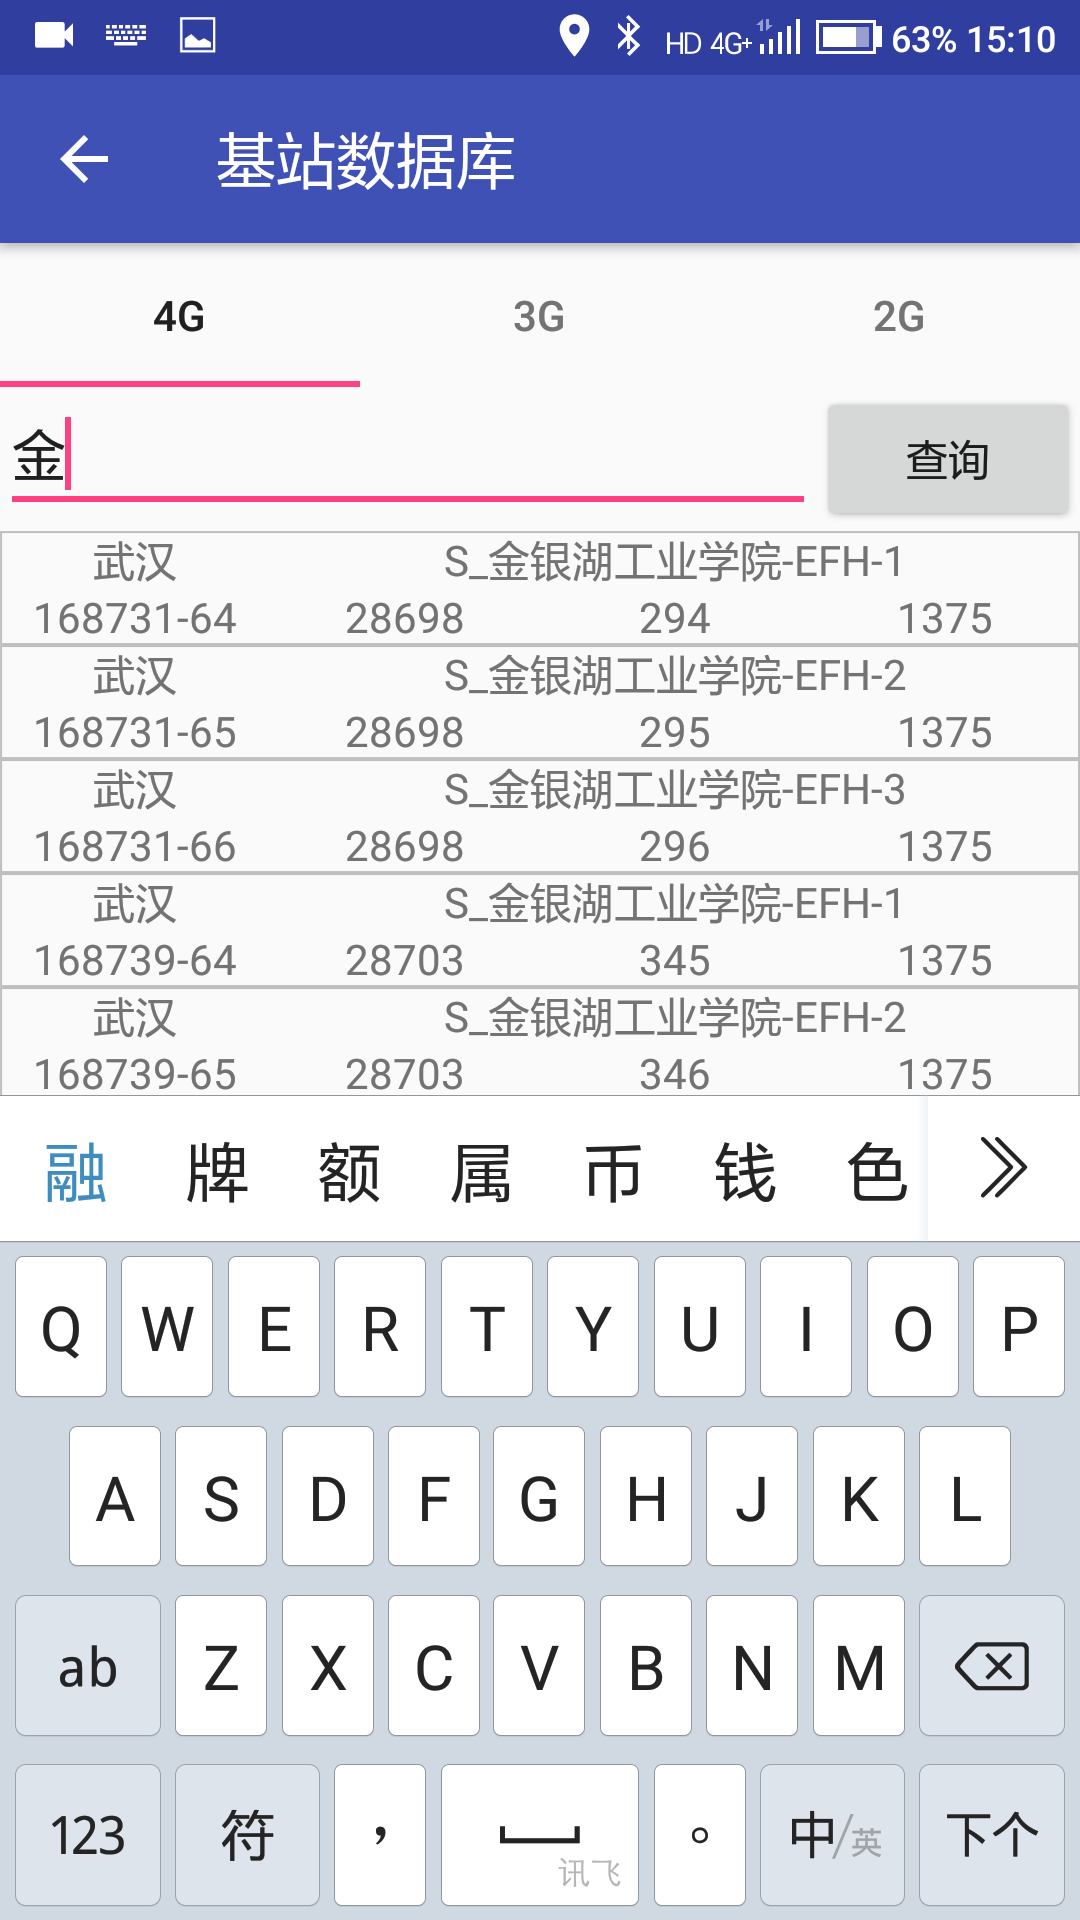 HD 4G+ 63% 15:10
基站数据库
4G 3G 2G
金 查询
武汉 S_金银湖工业学院-EFH-1
168731-64 28698 294 1375
武汉 S_金银湖工业学院-EFH-2
168731-65 28698 295 1375
武汉 S_金银湖工业学院-EFH-3
168731-66 28698 296 1375
武汉 S_金银湖工业学院-EFH-1
168739-64 28703 345 1375
武汉 S_金银湖工业学院-EFH-2
168739-65 28703 346 1375
融 牌 额 属 币 钱 色
Q W E R T Y U I O P
A S D F G H J K L
ab Z X C V B N M
123 符 ， 讯飞 。 中/英 下个